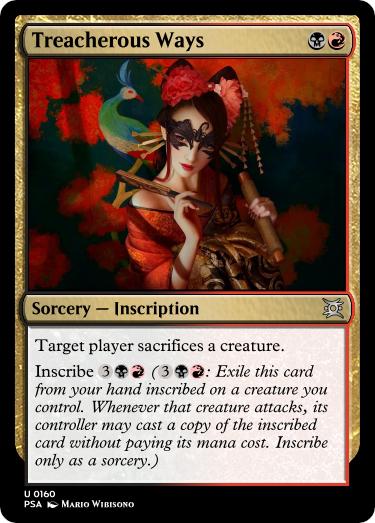 Treacherous Ways
Sorcery — Inscription
Target player sacrifices a creature.
Inscribe 3 (3 : Exile this card
from your hand inscribed on a creature you
control. Whenever that creature attacks, its
controller may cast a copy of the inscribed
card without paying its mana cost. Inscribe
only as a sorcery.)
U 0160
PSA Mario Wibisono